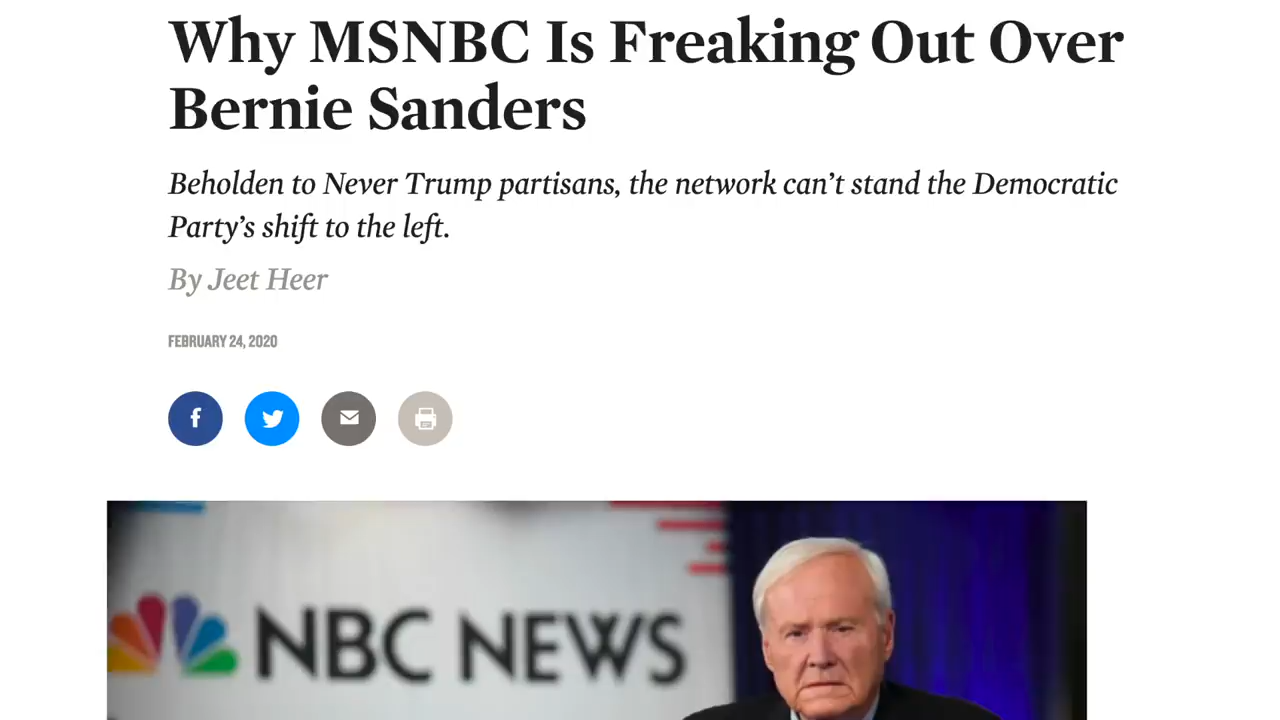 Why MSNBC Is Freaking Out Over
Bernie Sanders
Beholden to Never Trump partisans, the network can’t stand the Democratic
Party’s shift to the left.
By Jeet Heer
FEBRUARY 24, 2020
f
NBC NEWS